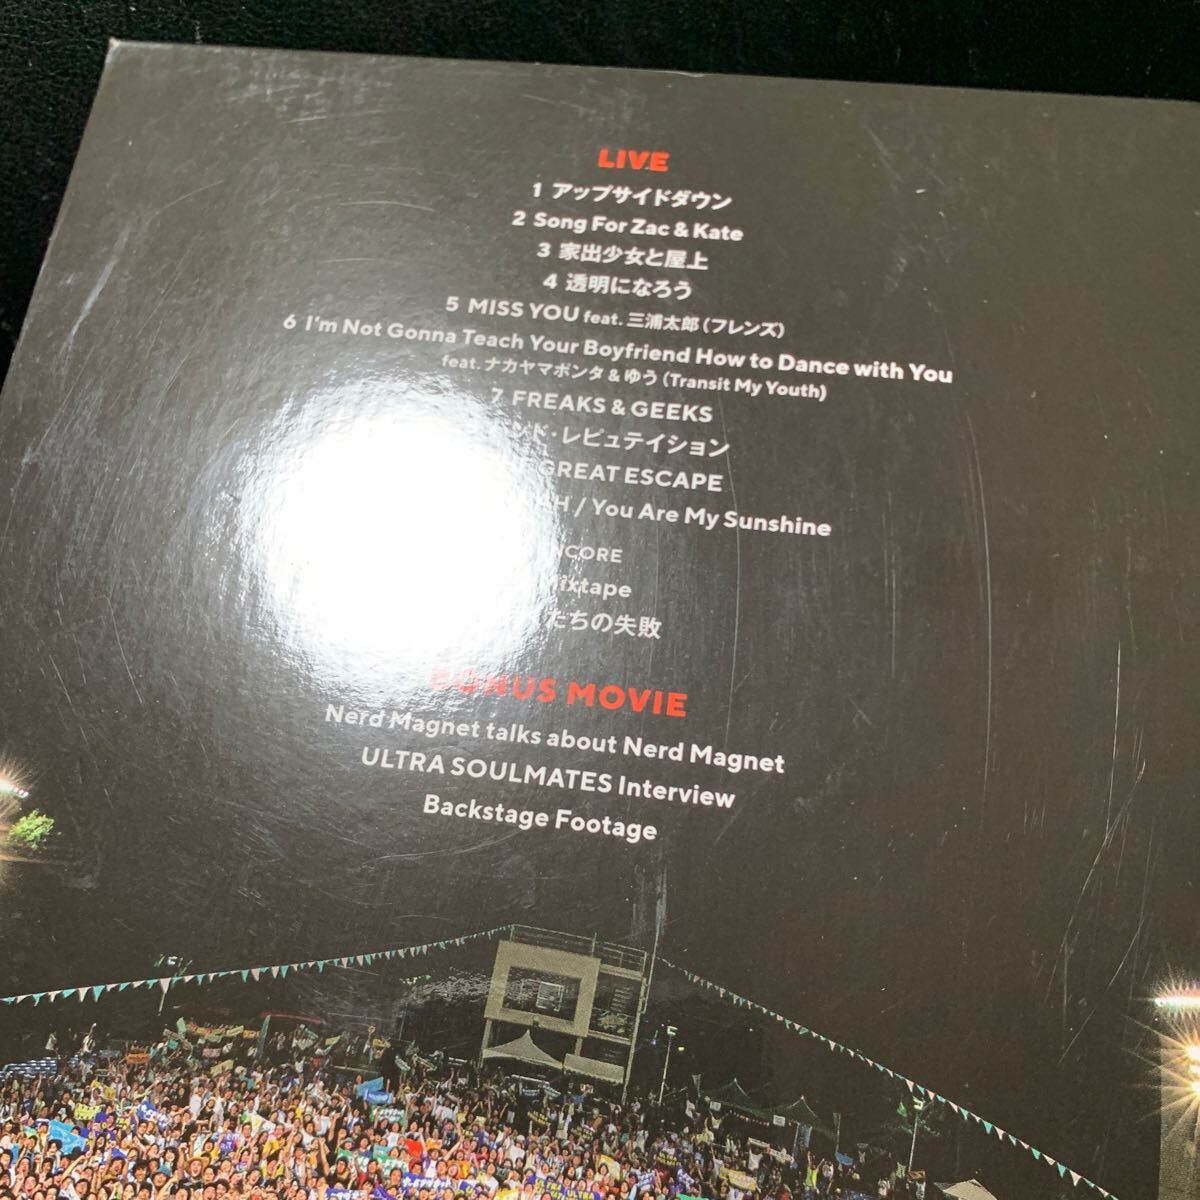 LIVE
1 アップサイドダウン
2 Song For Zac & Kate
3 家出少女と屋上
4 透明になろう
5 MISS YOU feat. 三浦太郎（フレンズ）
6 I'm Not Gonna Teach Your Boyfriend How to Dance with You
feat. ナカヤマポンタ & ゆう（Transit My Youth）
7 FREAKS & GEEKS
ド・レピュテイション
GREAT ESCAPE
/ You Are My Sunshine
NCORE
ixtape
たちの失敗
BONUS MOVIE
Nerd Magnet talks about Nerd Magnet
ULTRA SOULMATES Interview
Backstage Footage